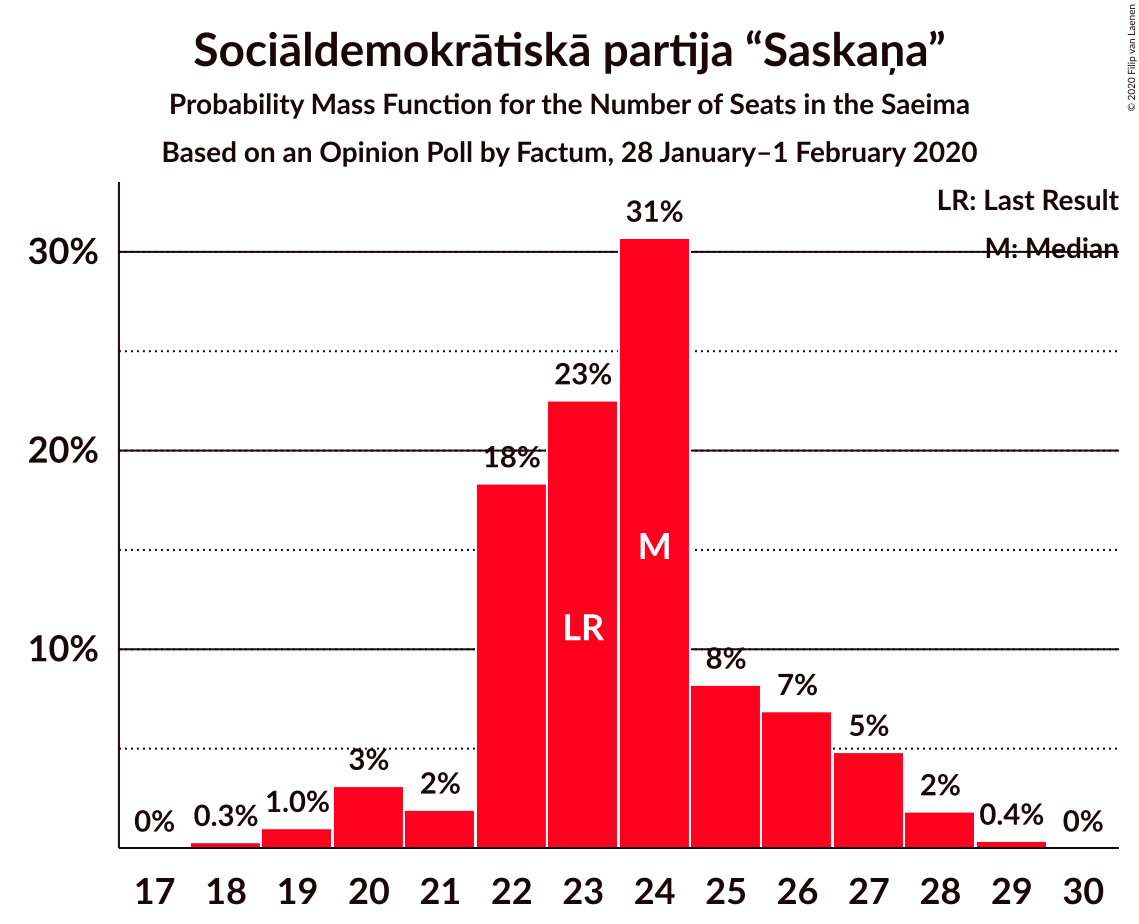 Sociāldemokrātiskā partija “Saskaņa”
Probability Mass Function for the Number of Seats in the Saeima
Based on an Opinion Poll by Factum, 28 January–1 February 2020
© 2020 Filip van Laenen
LR: Last Result
M: Median
30%
20%
10%
0%
0.3%
1.0%
3%
2%
18%
23%
31%
8%
7%
5%
2%
0.4%
0%
LR
M
17 18 19 20 21 22 23 24 25 26 27 28 29 30